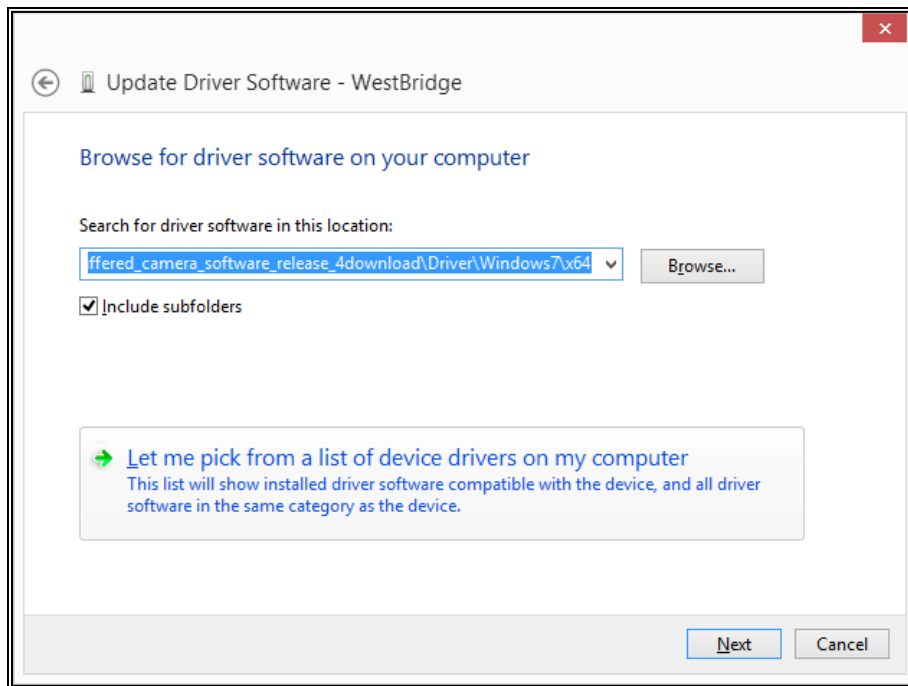 Update Driver Software - WestBridge
Browse for driver software on your computer
Search for driver software in this location:
ffered_camera_software_release_4download\Driver\Windows7\x64
Browse...
Include subfolders
Let me pick from a list of device drivers on my computer
This list will show installed driver software compatible with the device, and all driver
software in the same category as the device.
Next
Cancel